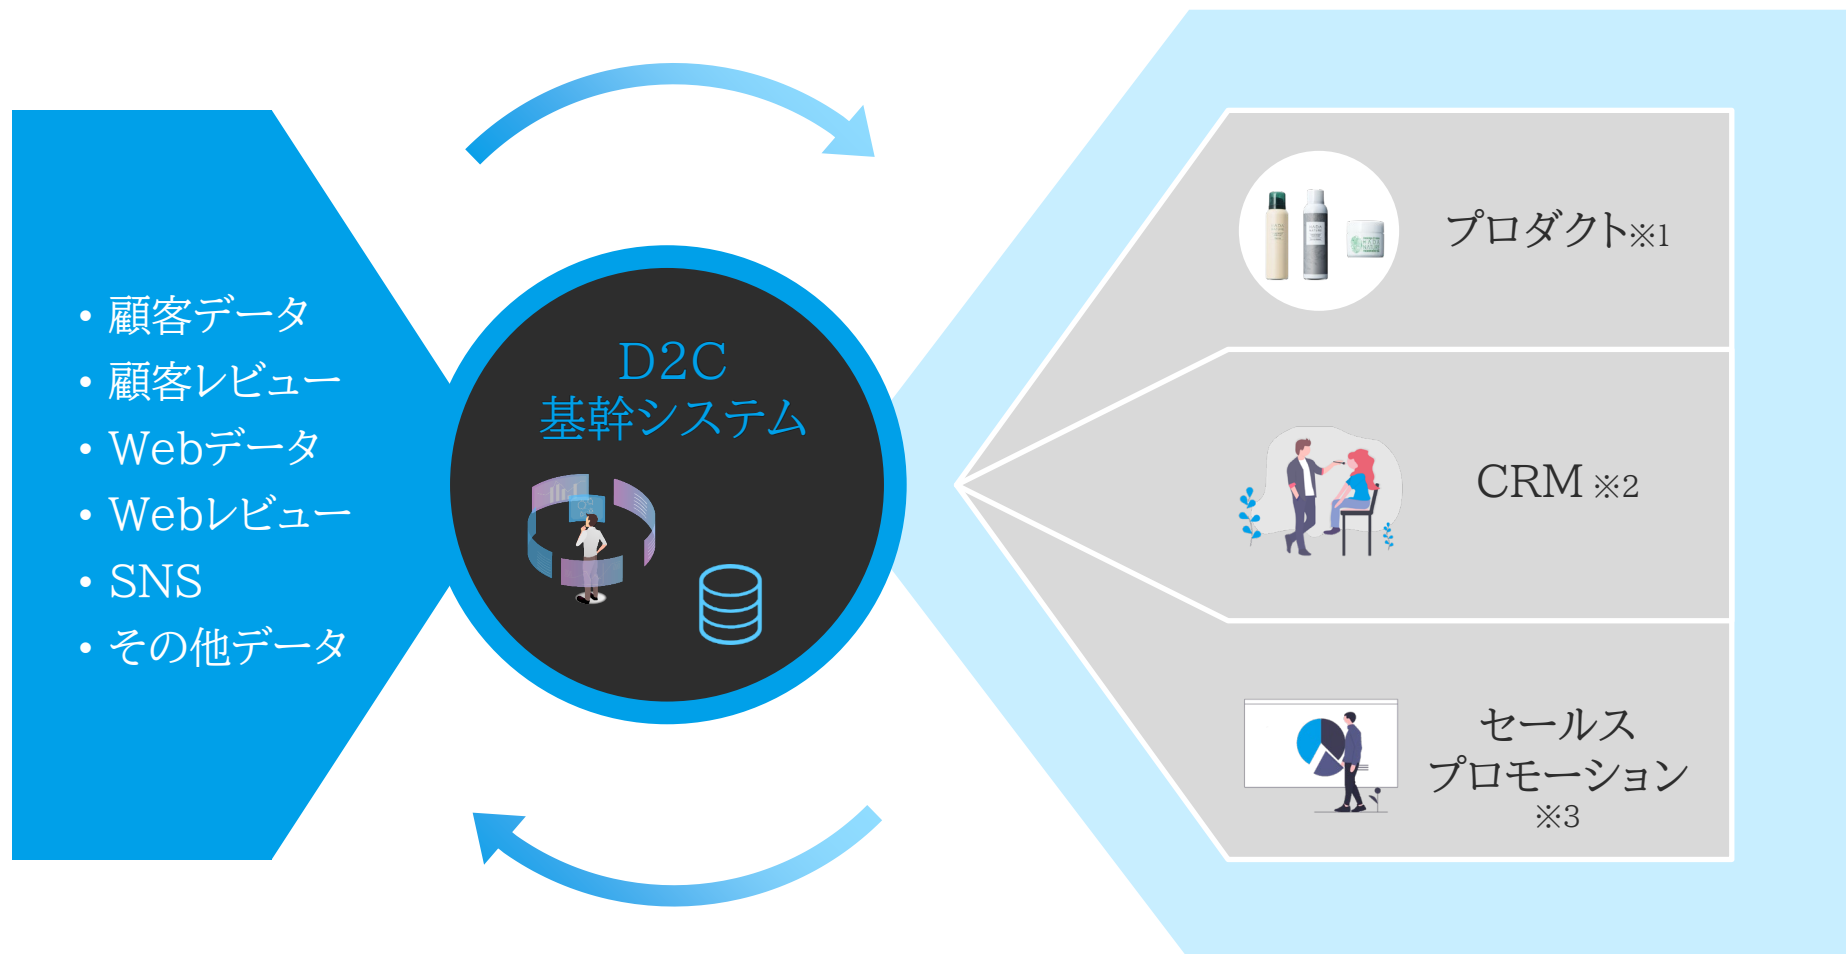 ・顧客データ
・顧客レビュー
・Webデータ
・Webレビュー
・SNS
・その他データ
D2C
基幹システム
プロダクト※1
CRM ※2
セールス
プロモーション
※3